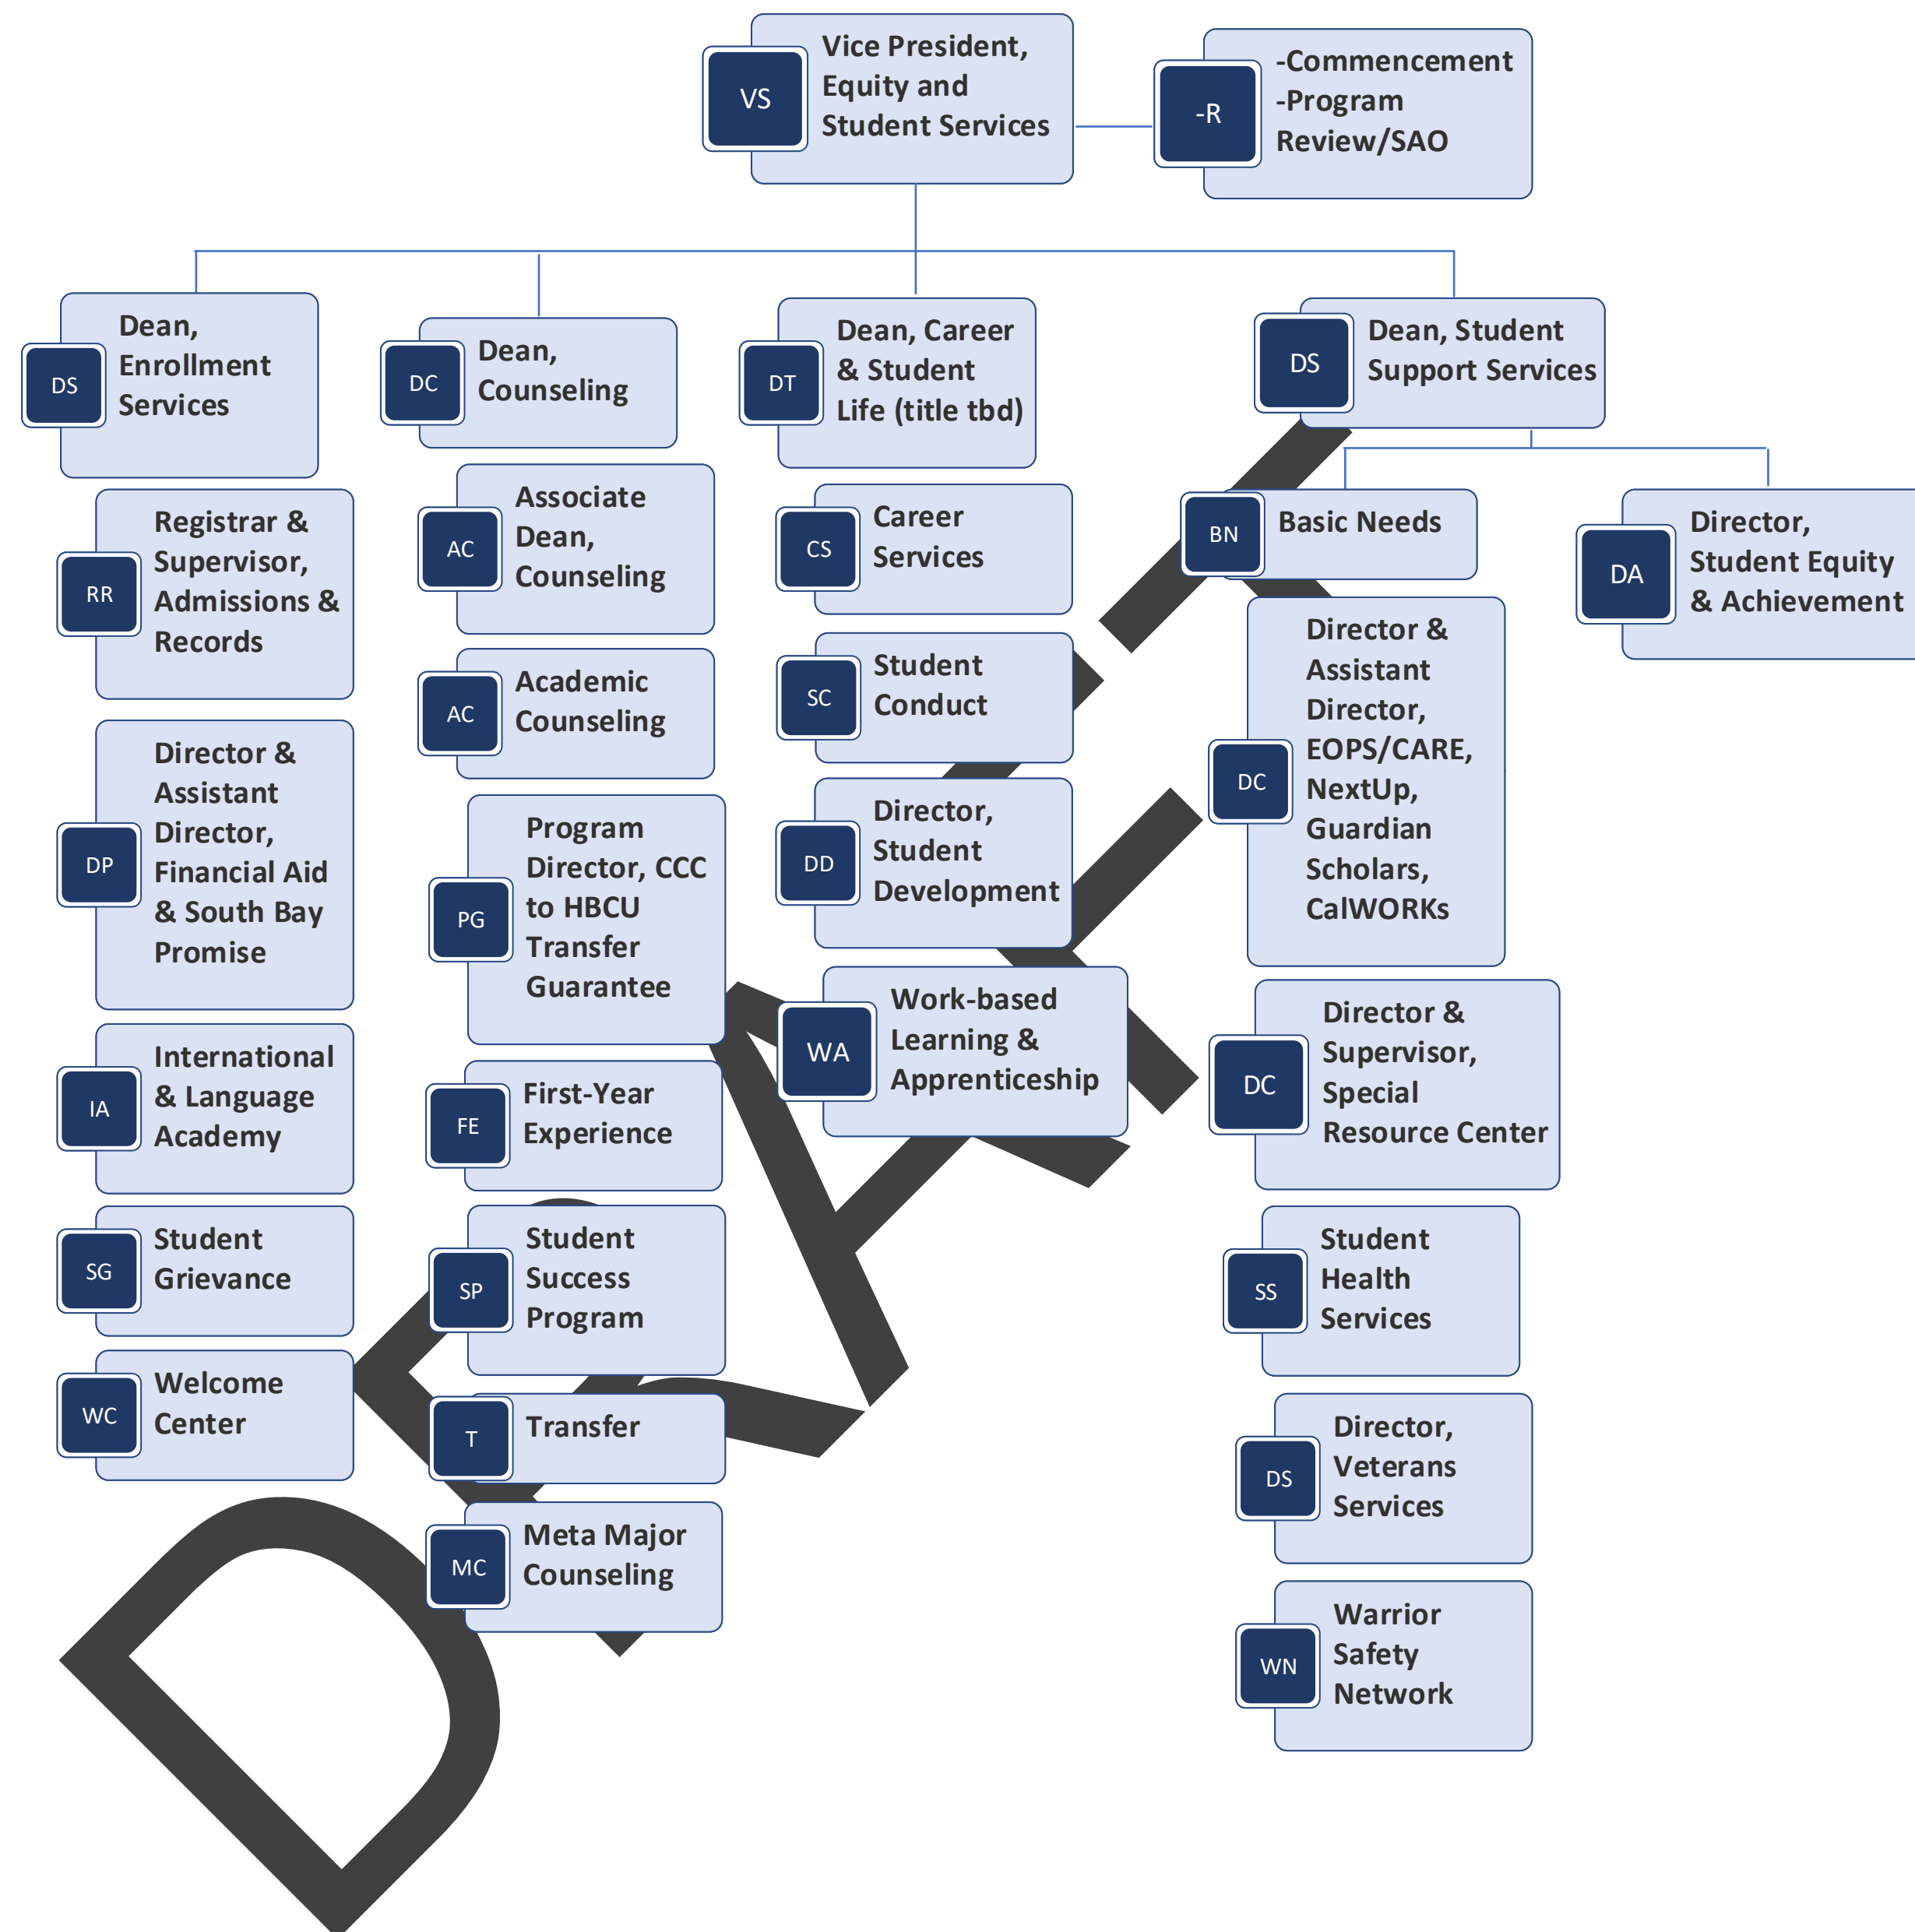 VS
Vice President,
Equity and
Student Services
-R
-Commencement
-Program
Review/SAO
DS
Dean,
Enrollment
Services
RR
Registrar &
Supervisor,
Admissions &
Records
DP
Director &
Assistant
Director,
Financial Aid
& South Bay
Promise
IA
International
& Language
Academy
SG
Student
Grievance
WC
Welcome
Center
DC
Dean,
Counseling
AC
Associate
Dean,
Counseling
AC
Academic
Counseling
PG
Program
Director, CCC
to HBCU
Transfer
Guarantee
FE
First-Year
Experience
SP
Student
Success
Program
T
Transfer
MC
Meta Major
Counseling
DT
Dean, Career
& Student
Life (title tbd)
CS
Career
Services
SC
Student
Conduct
DD
Director,
Student
Development
WA
Work-based
Learning &
Apprenticeship
DS
Dean, Student
Support Services
BN
Basic Needs
DC
Director &
Assistant
Director,
EOPS/CARE,
NextUp,
Guardian
Scholars,
CalWORKs
DC
Director &
Supervisor,
Special
Resource Center
SS
Student
Health
Services
DS
Director,
Veterans
Services
WN
Warrior
Safety
Network
DA
Director,
Student Equity
& Achievement
DRAFT